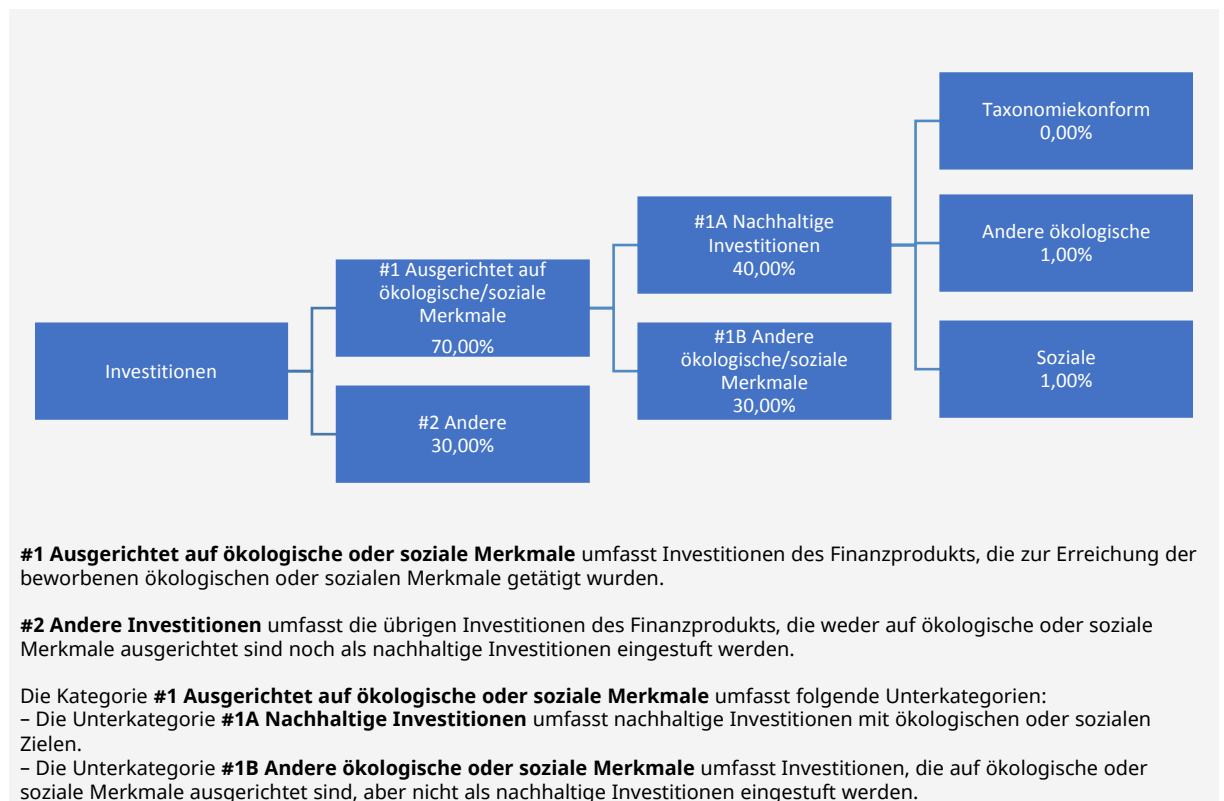 Investitionen
#1 Ausgerichtet auf
ökologische/soziale
Merkmale
70,00%
#2 Andere
30,00%
#1A Nachhaltige
Investitionen
40,00%
#1B Andere
ökologische/soziale
Merkmale
30,00%
Taxonomiekonform
0,00%
Andere ökologische
1,00%
Soziale
1,00%
#1 Ausgerichtet auf ökologische oder soziale Merkmale umfasst Investitionen des Finanzprodukts, die zur Erreichung der
beworbenen ökologischen oder sozialen Merkmale getätigt wurden.
#2 Andere Investitionen umfasst die übrigen Investitionen des Finanzprodukts, die weder auf ökologische oder soziale
Merkmale ausgerichtet sind noch als nachhaltige Investitionen eingestuft werden.
Die Kategorie #1 Ausgerichtet auf ökologische oder soziale Merkmale umfasst folgende Unterkategorien:
– Die Unterkategorie #1A Nachhaltige Investitionen umfasst nachhaltige Investitionen mit ökologischen oder sozialen
Zielen.
– Die Unterkategorie #1B Andere ökologische oder soziale Merkmale umfasst Investitionen, die auf ökologische oder
soziale Merkmale ausgerichtet sind, aber nicht als nachhaltige Investitionen eingestuft werden.